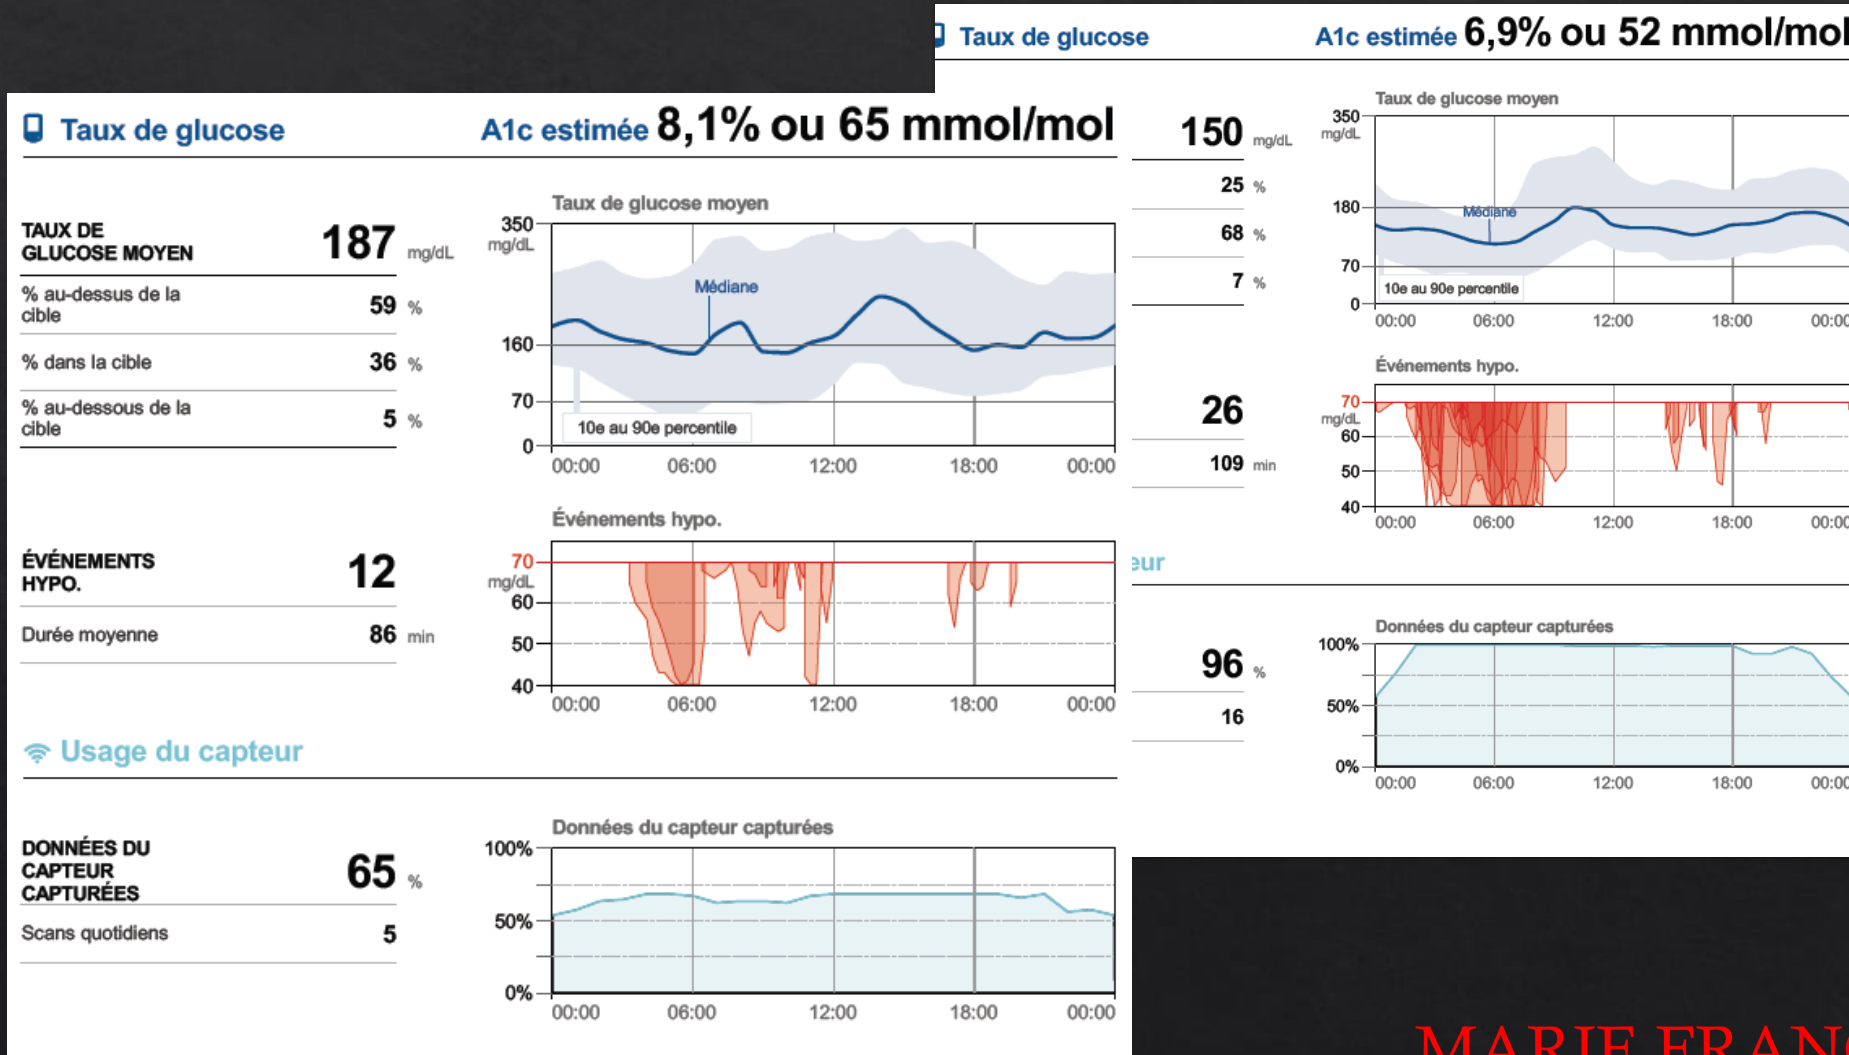 Taux de glucose
A1c estimée 6,9% ou 52 mmol/mol
150 mg/dL
25 %
68 %
7 %
Taux de glucose moyen
350
mg/dL
180
70
0
Médiane
10e au 90e percentile
00:00 06:00 12:00 18:00 00:00
26
109 min
Événements hypo.
70
mg/dL
60
50
40
00:00 06:00 12:00 18:00 00:00
eur
96 %
16
Données du capteur capturées
100%
50%
0%
00:00 06:00 12:00 18:00 00:00
Taux de glucose
A1c estimée 8,1% ou 65 mmol/mol
TAUX DE
GLUCOSE MOYEN 187 mg/dL
% au-dessus de la
cible 59 %
% dans la cible 36 %
% au-dessous de la
cible 5 %
Taux de glucose moyen
350
mg/dL
160
70
0
Médiane
10e au 90e percentile
00:00 06:00 12:00 18:00 00:00
ÉVÉNEMENTS
HYPO. 12
Durée moyenne 86 min
Événements hypo.
70
mg/dL
60
50
40
00:00 06:00 12:00 18:00 00:00
Usage du capteur
DONNÉES DU
CAPTEUR
CAPTURÉES 65 %
Scans quotidiens 5
Données du capteur capturées
100%
50%
0%
00:00 06:00 12:00 18:00 00:00
MARIE FRANC